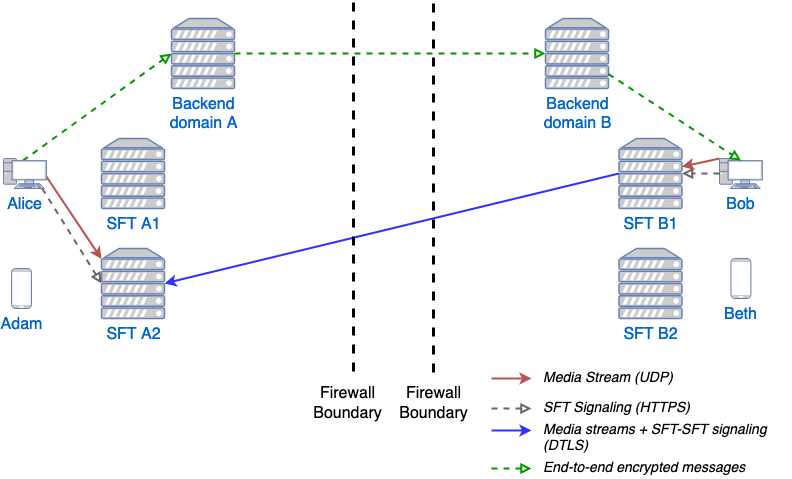 Backend
domain A
Backend
domain B
Alice
SFT A1
SFT B1
Bob
Adam
SFT A2
SFT B2
Beth
Firewall
Boundary
Firewall
Boundary
Media Stream (UDP)
SFT Signaling (HTTPS)
Media streams + SFT-SFT signaling
(DTLS)
End-to-end encrypted messages